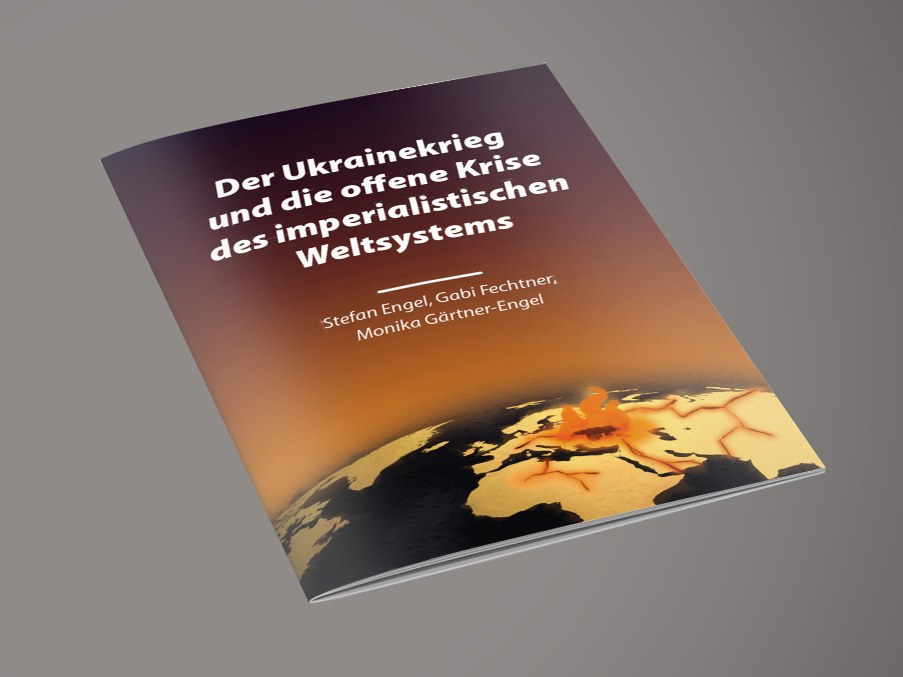 Der Ukrainekrieg
und die offene Krise
des imperialistischen
Weltsystems
Stefan Engel, Gabi Fechtner,
Monika Gärtner-Engel